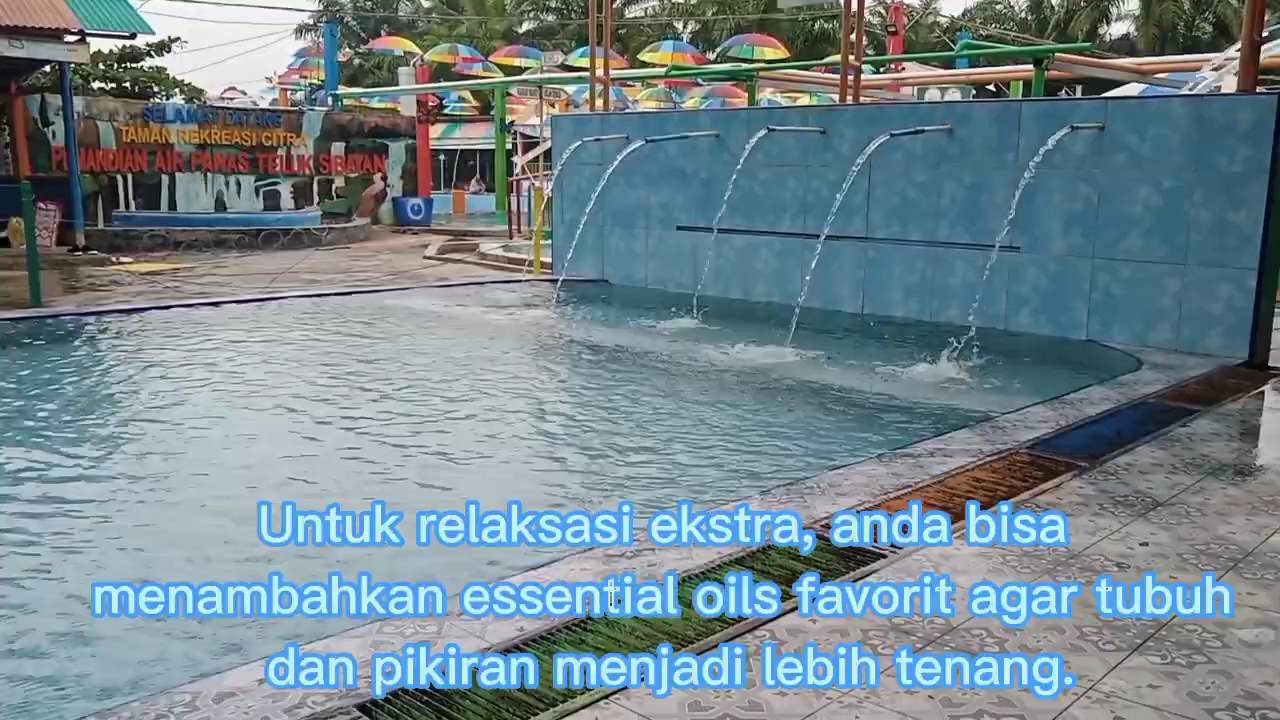 SELAMAT DATANG
TAMAN REKREASI CITRA
PEMANDIAN AIR PANAS TELUK SIBAYAN
Untuk relaksasi ekstra, anda bisa
menambahkan essential oils favorit agar tubuh
dan pikiran menjadi lebih tenang.